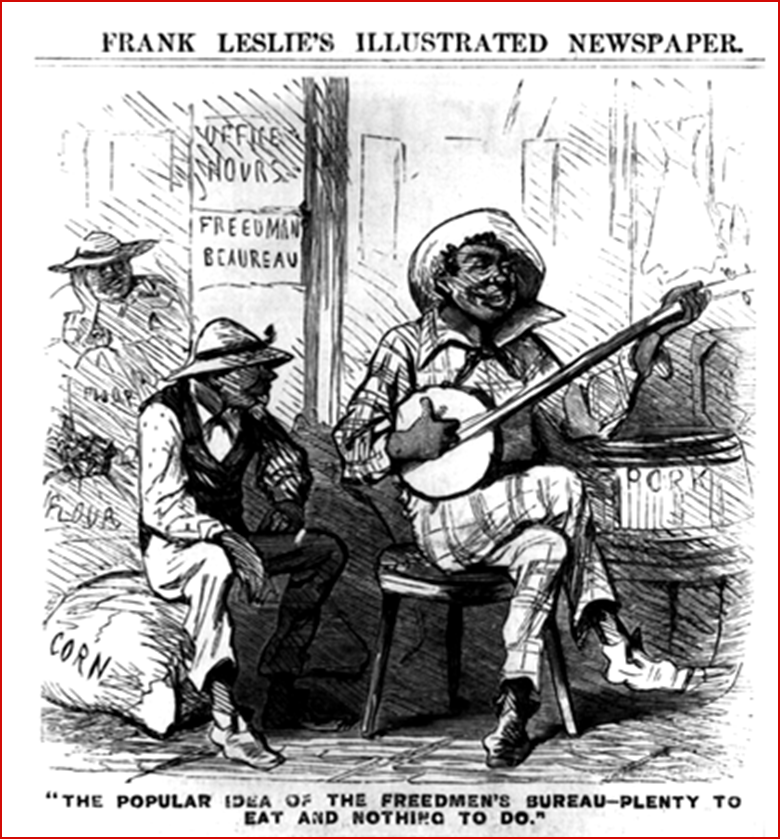 FRANK LESLIE'S ILLUSTRATED NEWSPAPER.
OFFICE
HOURS
FREEDMAN
BEAUREAU
FLOUR
FLOUR
PORK
CORN
"THE POPULAR IDEA OF THE FREEDMEN'S BUREAU—PLENTY TO
EAT AND NOTHING TO DO."